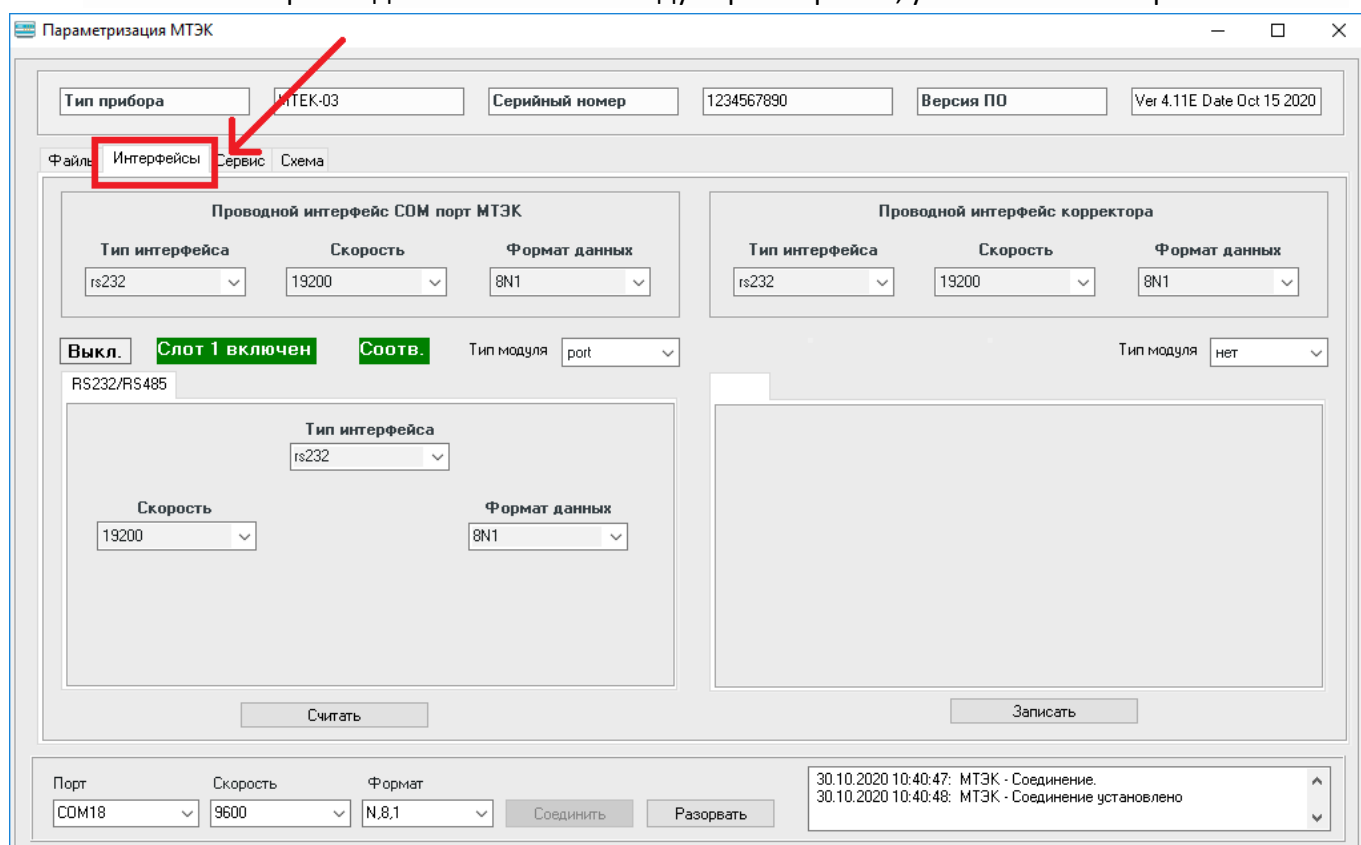 Параметризация МТЭК
Тип прибора МТЕК-03 Серийный номер 1234567890 Версия ПО Ver 4.11E Date Oct 15 2020
Файлы Интерфейсы Сервис Схема
Проводной интерфейс COM порт МТЭК
Тип интерфейса Скорость Формат данных
rs232 19200 8N1
Проводной интерфейс корректора
Тип интерфейса Скорость Формат данных
rs232 19200 8N1
Выкл. Слот 1 включен Соотв. Тип модуля port
Тип модуля нет
RS232/RS485
Тип интерфейса
rs232
Скорость Формат данных
19200 8N1
Считать
Записать
Порт Скорость Формат
COM18 9600 N,8,1 Соединить Разорвать
30.10.2020 10:40:47: МТЭК - Соединение.
30.10.2020 10:40:48: МТЭК - Соединение установлено